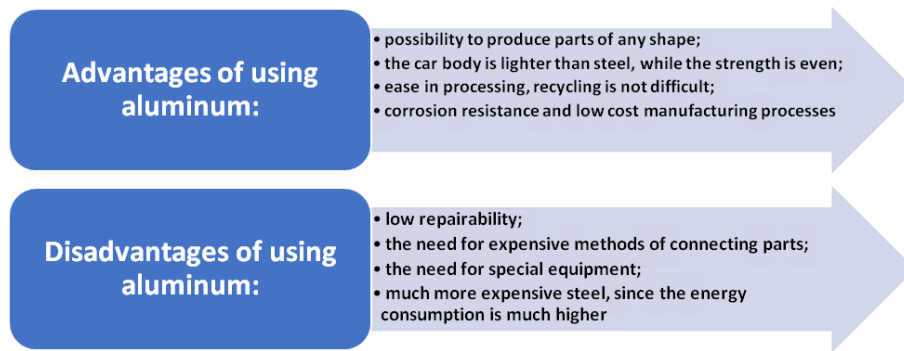 Advantages of using
aluminum:
• possibility to produce parts of any shape;
• the car body is lighter than steel, while the strength is even;
• ease in processing, recycling is not difficult;
• corrosion resistance and low cost manufacturing processes
Disadvantages of using
aluminum:
• low repairability;
• the need for expensive methods of connecting parts;
• the need for special equipment;
• much more expensive steel, since the energy
consumption is much higher